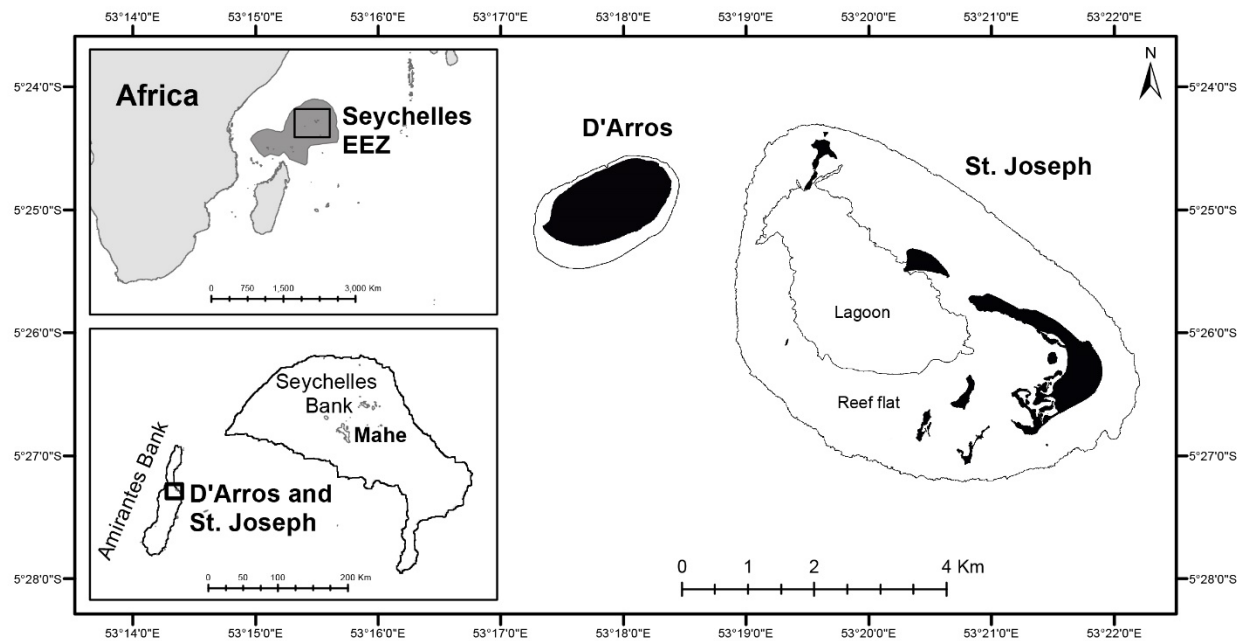 53°14'0"E 53°15'0"E 53°16'0"E 53°17'0"E 53°18'0"E 53°19'0"E 53°20'0"E 53°21'0"E 53°22'0"E
5°24'0"S
5°25'0"S
5°26'0"S
5°27'0"S
5°28'0"S
Africa
Seychelles
EEZ
0 750 1,500 3,000 Km
Seychelles
Bank
Mahe
Amirantes Bank
D'Arros and
St. Joseph
0 50 100 200 Km
D'Arros
St. Joseph
N
Lagoon
Reef flat
0 1 2 4 Km
5°24'0"S
5°25'0"S
5°26'0"S
5°27'0"S
5°28'0"S
53°14'0"E 53°15'0"E 53°16'0"E 53°17'0"E 53°18'0"E 53°19'0"E 53°20'0"E 53°21'0"E 53°22'0"E